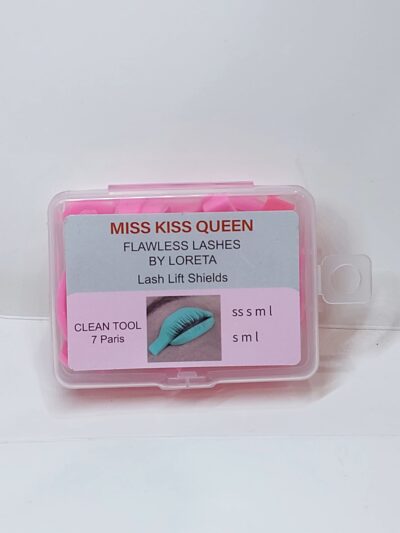 MISS KISS QUEEN
FLAWLESS LASHES
BY LORETA
Lash Lift Shields
CLEAN TOOL
7 Paris
ss s m l
s m l